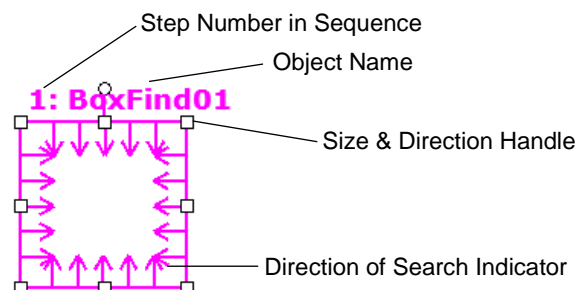 Step Number in Sequence
Object Name
1: BoxFind01
Size & Direction Handle
Direction of Search Indicator